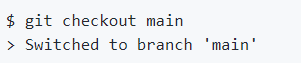 $ git checkout main
> Switched to branch 'main'